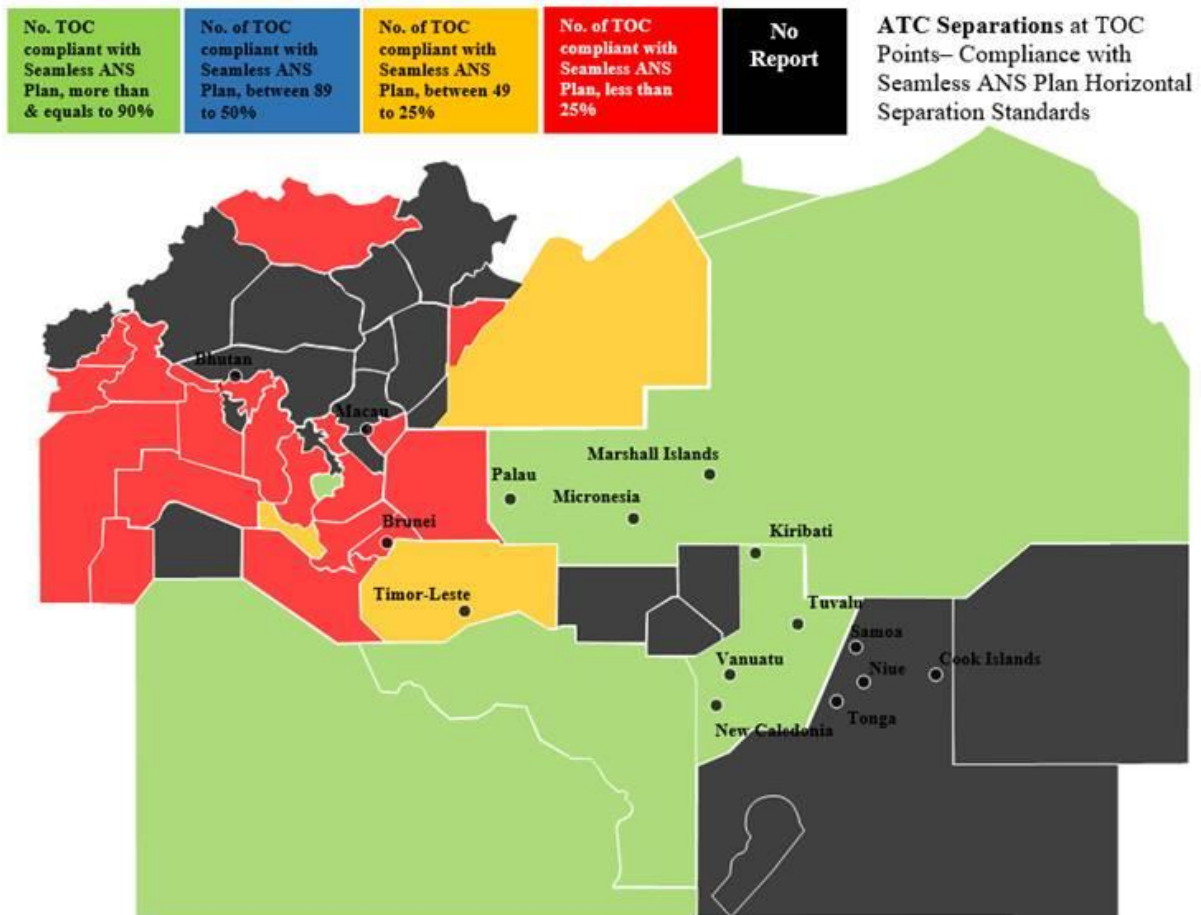 No. TOC
compliant with
Seamless ANS
Plan, more than
& equals to 90%
No. of TOC
compliant with
Seamless ANS
Plan, between 89
to 50%
No. of TOC
compliant with
Seamless ANS
Plan, between 49
to 25%
No. of TOC
compliant with
Seamless ANS
Plan, less than
25%
No
Report
ATC Separations at TOC
Points– Compliance with
Seamless ANS Plan Horizontal
Separation Standards
Bhutan
Macau
Marshall Islands
Palau
Micronesia
Brunei
Kiribati
Timor-Leste
Tuvalu
Samoa
Vanuatu
Niue
Cook Islands
Tonga
New Caledonia